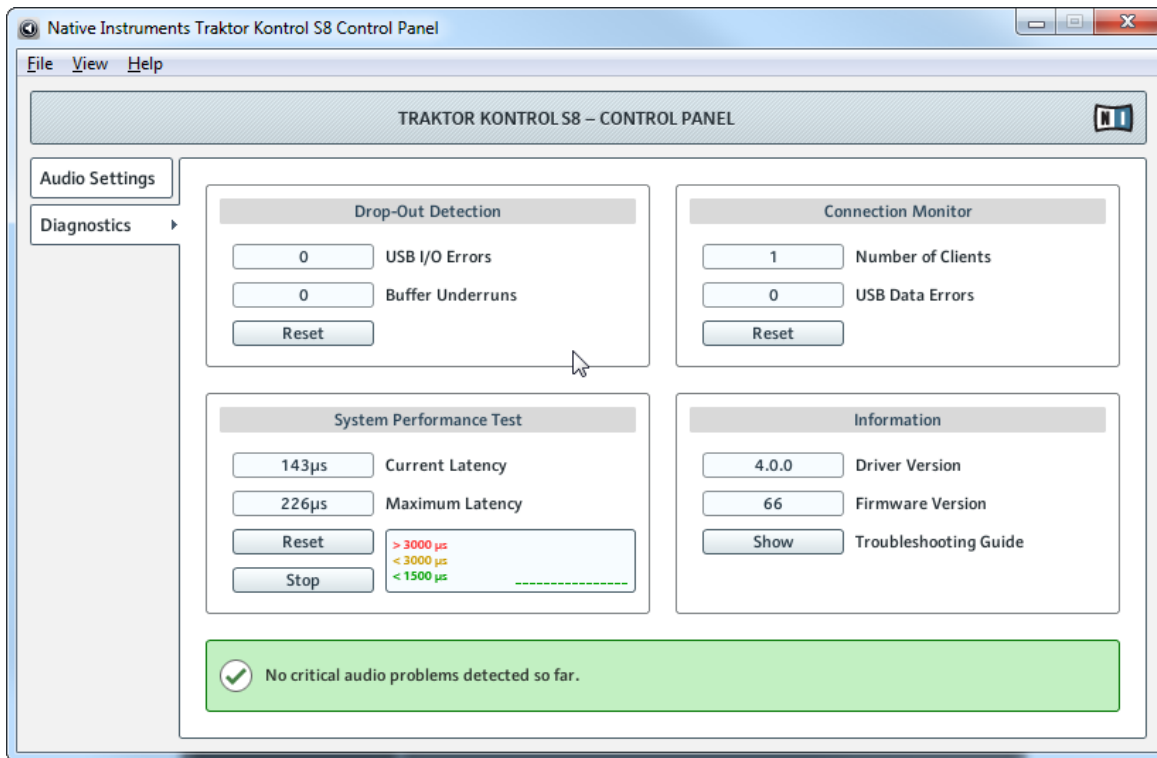 Native Instruments Traktor Kontrol S8 Control Panel
File View Help
TRAKTOR KONTROL S8 – CONTROL PANEL
NI
Audio Settings
Diagnostics
Drop-Out Detection
0 USB I/O Errors
0 Buffer Underruns
Reset
Connection Monitor
1 Number of Clients
0 USB Data Errors
Reset
System Performance Test
143µs Current Latency
226µs Maximum Latency
Reset
Stop
> 3000 µs
< 3000 µs
< 1500 µs
Information
4.0.0 Driver Version
66 Firmware Version
Show Troubleshooting Guide
No critical audio problems detected so far.